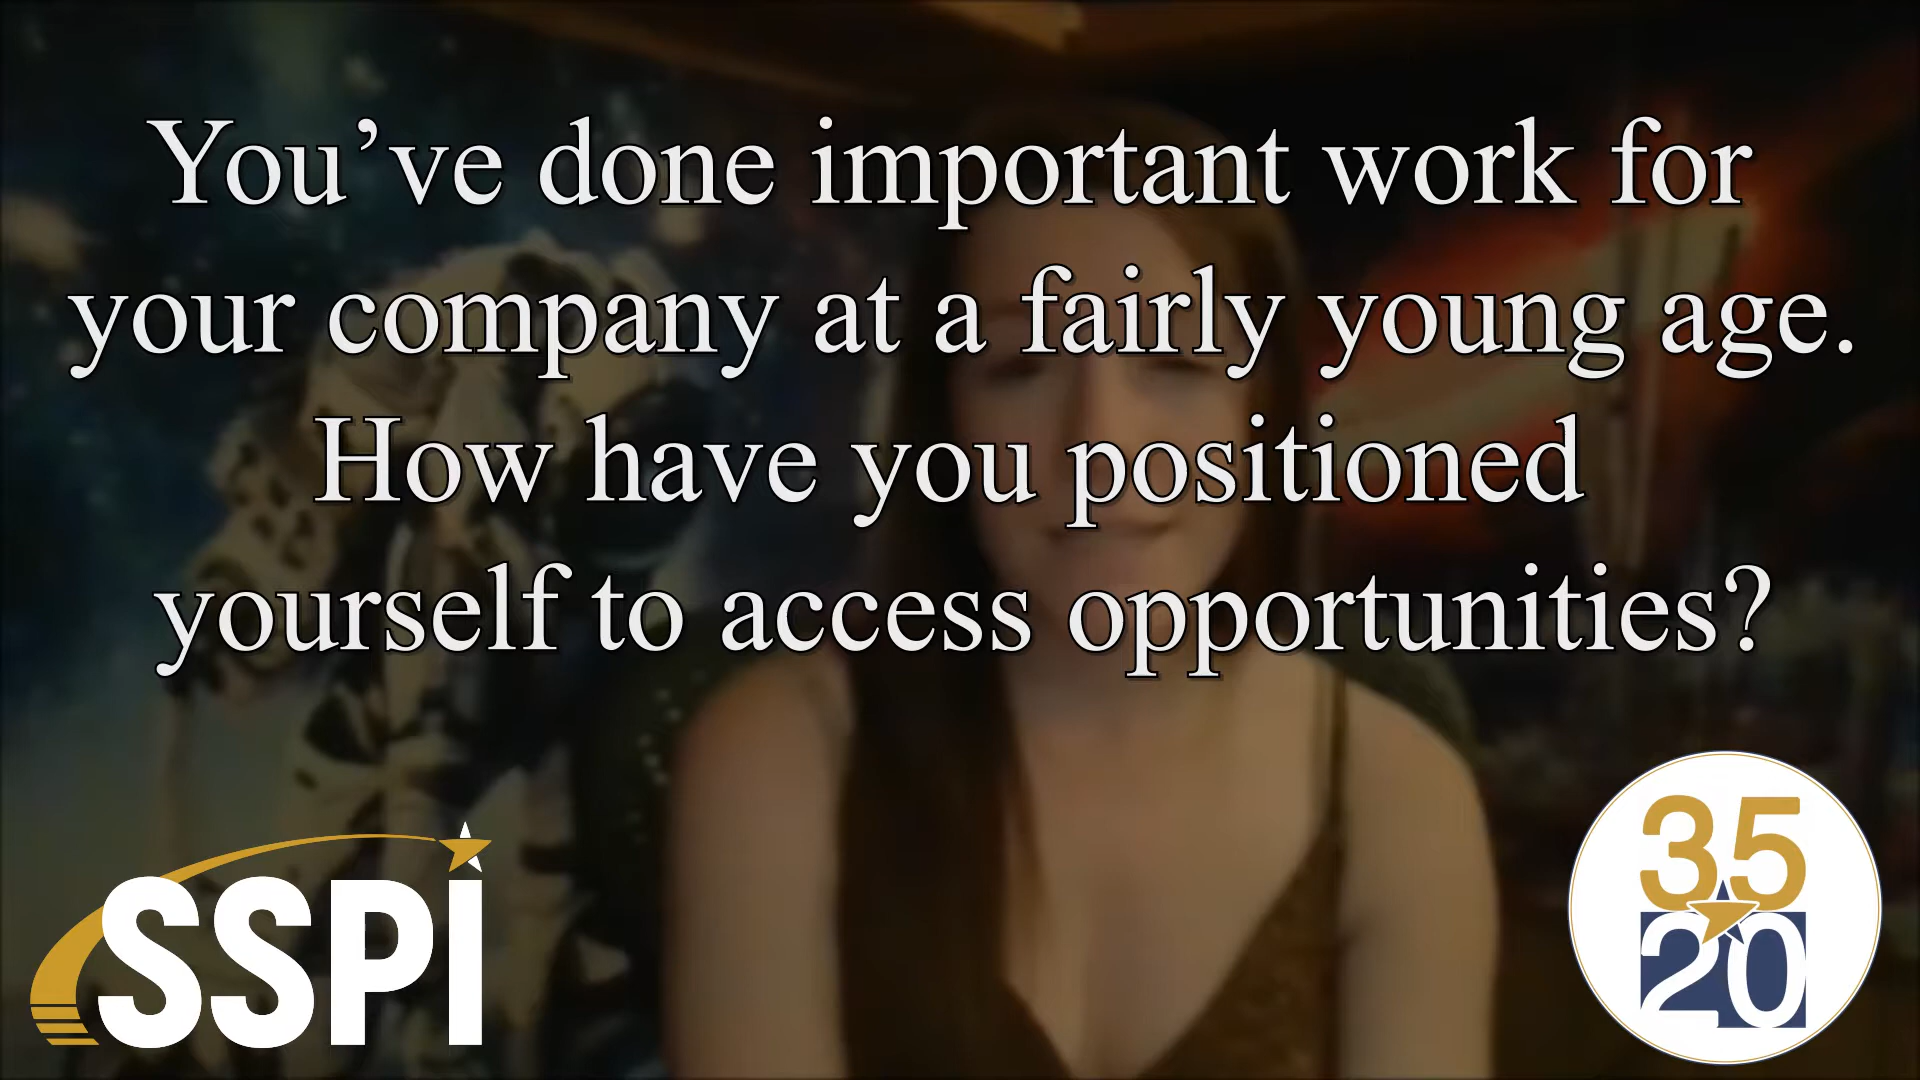 You’ve done important work for
your company at a fairly young age.
How have you positioned
yourself to access opportunities?
SSPI
35
20